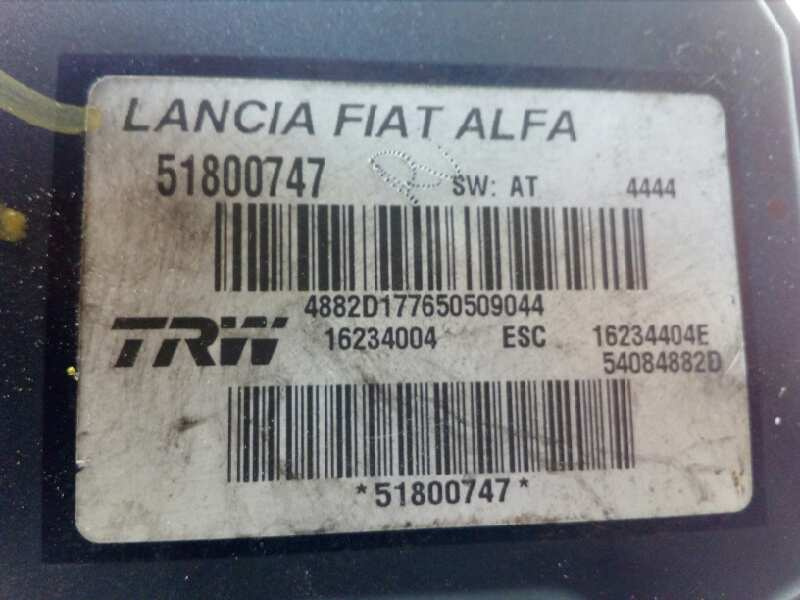 LANCIA FIAT ALFA
51800747 SW: AT 4444
4882D177650509044
TRW 16234004 ESC 16234404E
54084882D
*51800747*